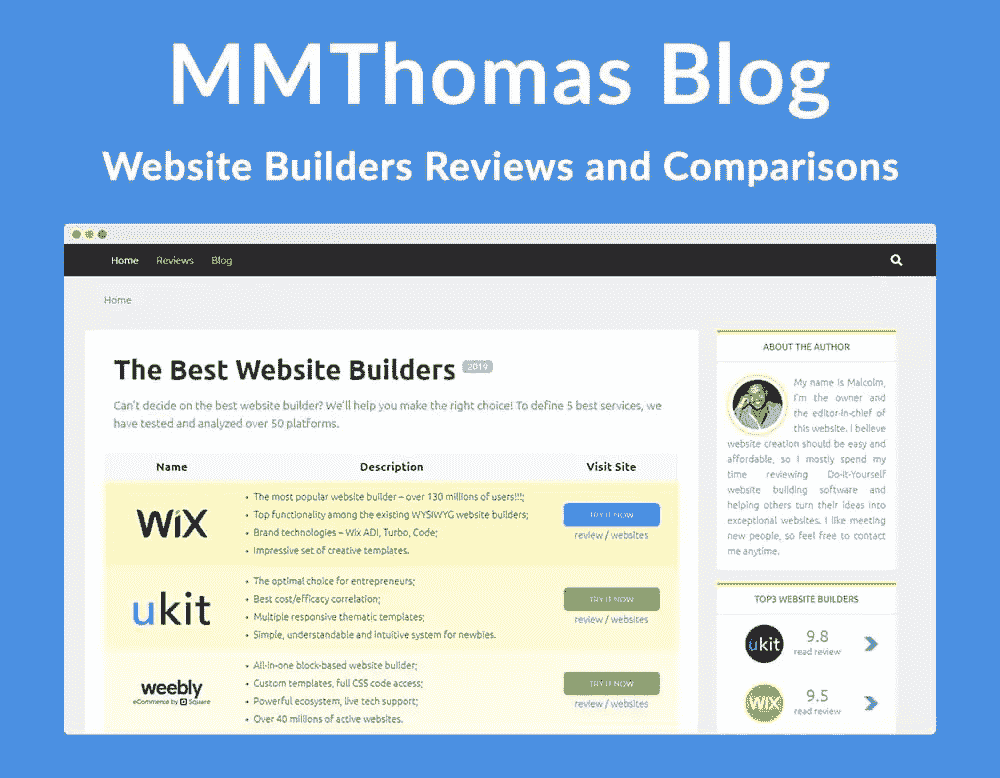 MMThomas Blog
Website Builders Reviews and Comparisons
Home Reviews Blog
Home
The Best Website Builders 2019
Can't decide on the best website builder? We'll help you make the right choice! To define 5 best services, we
have tested and analyzed over 50 platforms.
Name Description Visit Site
WiX
• The most popular website builder – over 130 millions of users!!!;
• Top functionality among the existing WYSIWYG website builders;
• Brand technologies – Wix ADI, Turbo, Code;
• Impressive set of creative templates.
TRY IT NOW
review / websites
ukit
• The optimal choice for entrepreneurs;
• Best cost/efficacy correlation;
• Multiple responsive thematic templates;
• Simple, understandable and intuitive system for newbies.
TRY IT NOW
review / websites
weebly
eCommerce by Square
• All-in-one block-based website builder;
• Custom templates, full CSS code access;
• Powerful ecosystem, live tech support;
• Over 40 millions of active websites.
TRY IT NOW
review / websites
ABOUT THE AUTHOR
My name is Malcolm,
I'm the owner and
the editor-in-chief of
this website. I believe
website creation should be easy and
affordable, so I mostly spend my
time reviewing Do-It-Yourself
website building software and
helping others turn their ideas into
exceptional websites. I like meeting
new people, so feel free to contact
me anytime.
TOP3 WEBSITE BUILDERS
ukit 9.8
read review
WiX 9.5
read review